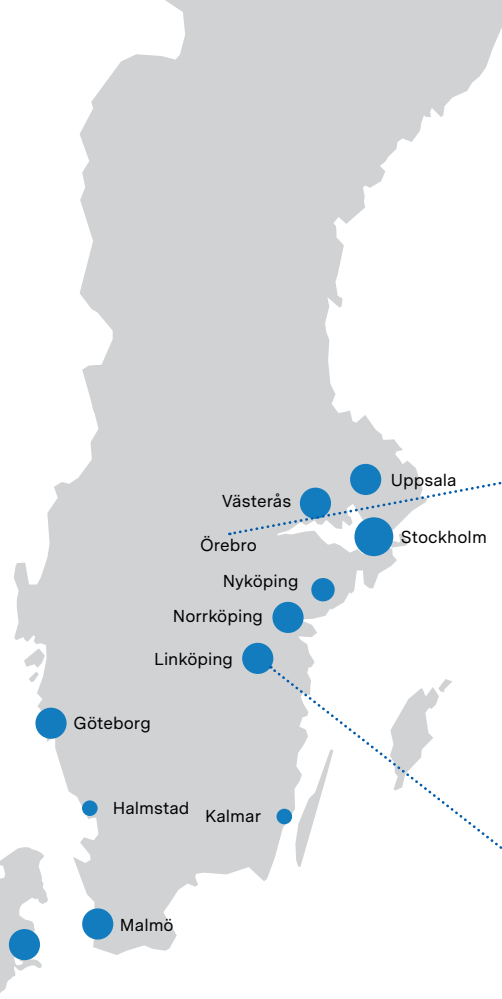 Uppsala
Västerås
Stockholm
Örebro
Nyköping
Norrköping
Linköping
Göteborg
Halmstad
Kalmar
Malmö